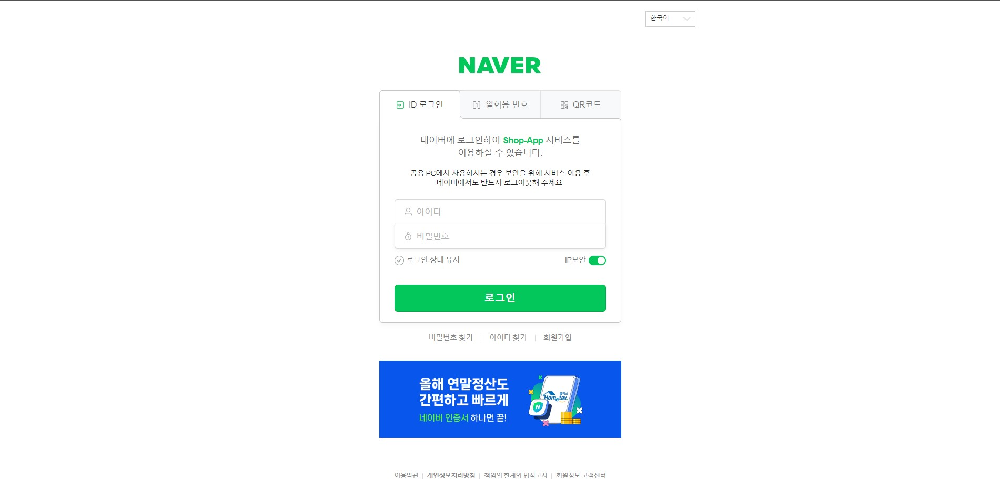 한국어
NAVER
ID 로그인
1 일회용 번호
QR코드
네이버에 로그인하여 Shop-App 서비스를
이용하실 수 있습니다.
공용 PC에서 사용하시는 경우 보안을 위해 서비스 이용 후
네이버에서도 반드시 로그아웃해 주세요.
아이디
비밀번호
로그인 상태 유지
IP보안
로그인
비밀번호 찾기
아이디 찾기
회원가입
올해 연말정산도
간편하고 빠르게
네이버 인증서 하나면 끝!
홈택스
Hometax.
N
이용약관
개인정보처리방침
책임의 한계와 법적고지
회원정보 고객센터